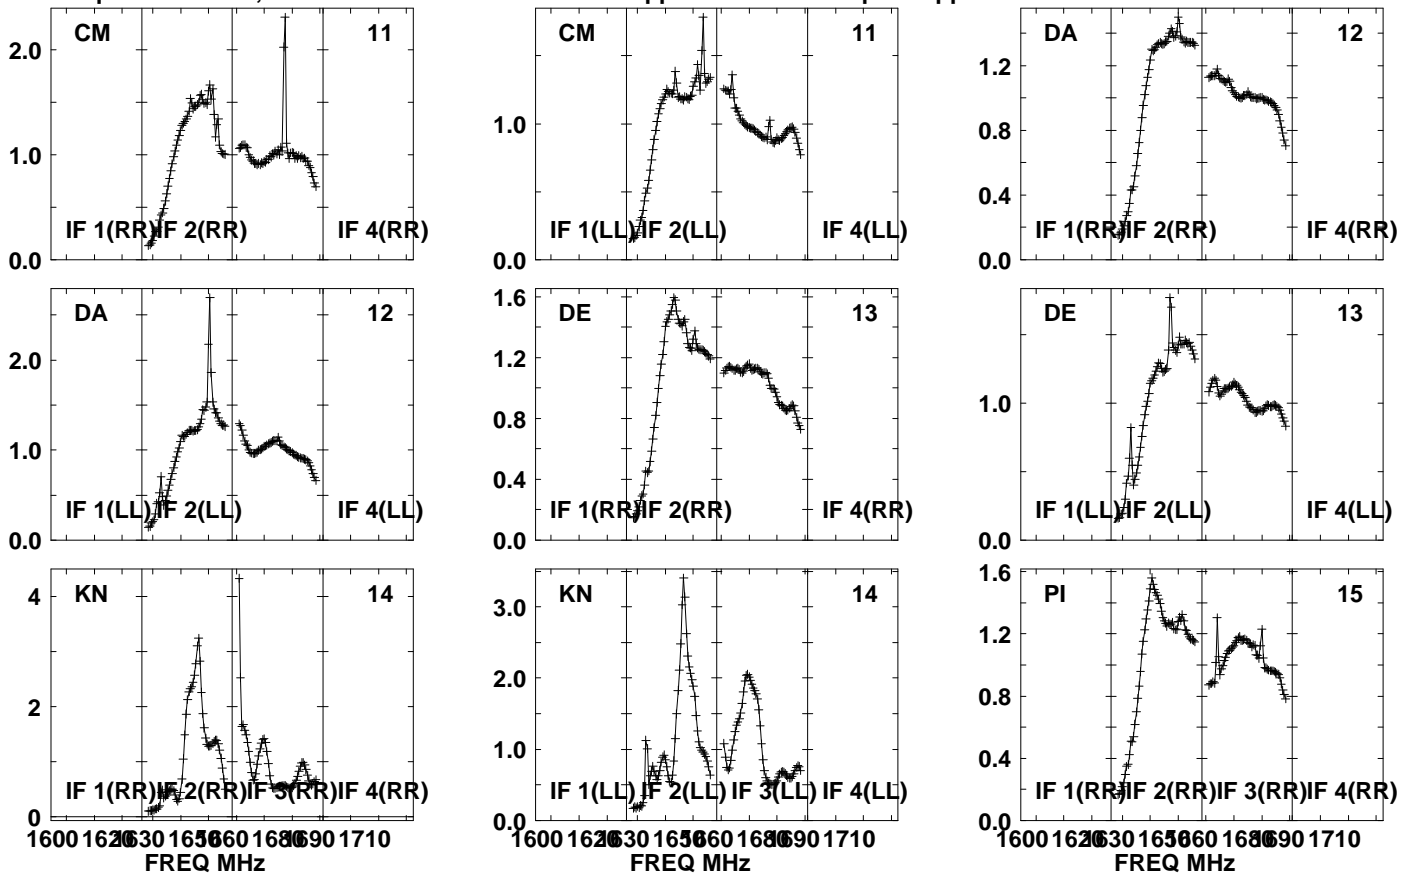 CM 11 CM 11 DA 12
2.0
1.0
0.0
IF 1(RR) IF 2(RR) IF 4(RR)
1.0
0.0
IF 1(LL) IF 2(LL) IF 4(LL)
1.2
0.8
0.4
0.0
IF 1(RR) IF 2(RR) IF 4(RR)
DA 12 DE 13 DE 13
2.0
1.0
0.0
IF 1(LL) IF 2(LL) IF 4(LL)
1.6
1.2
0.8
0.4
0.0
IF 1(RR) IF 2(RR) IF 4(RR)
1.0
0.0
IF 1(LL) IF 2(LL) IF 4(LL)
KN 14 KN 14 PI 15
4
2
0
IF 1(RR) IF 2(RR) IF 3(RR) IF 4(RR)
3.0
2.0
1.0
0.0
IF 1(LL) IF 2(LL) IF 3(LL) IF 4(LL)
1.6
1.2
0.8
0.4
0.0
IF 1(RR) IF 2(RR) IF 3(RR) IF 4(RR)
1600 1620 1630 1650 1660 1680 1690 1710
FREQ MHz
1600 1620 1630 1650 1660 1680 1690 1710
FREQ MHz
1600 1620 1630 1650 1660 1680 1690 1710
FREQ MHz